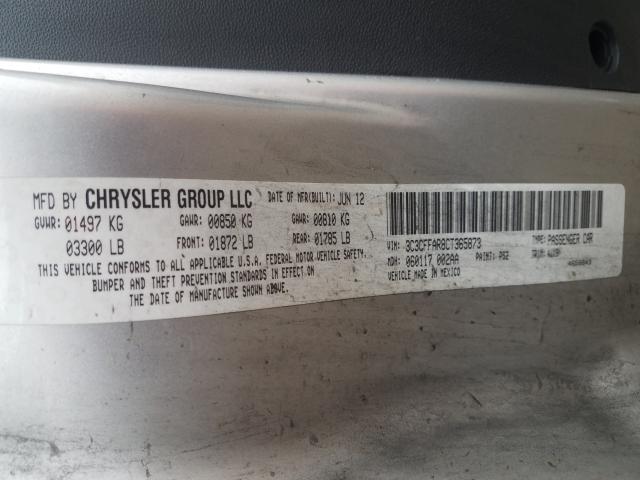 MFD BY CHRYSLER GROUP LLC DATE OF MFR(BUILT): JUN 12
GVWR: 01497 KG GAWR: 00850 KG GAWR: 00810 KG
03300 LB FRONT: 01872 LB REAR: 01785 LB
THIS VEHICLE CONFORMS TO ALL APPLICABLE U.S.A. FEDERAL MOTOR VEHICLE SAFETY,
BUMPER AND THEFT PREVENTION STANDARDS IN EFFECT ON
THE DATE OF MANUFACTURE SHOWN ABOVE.
VIN: 3C3CFFAR8CT365873 TYPE: PASSENGER CAR
MDH: 060117 002AA PAINT: PS2 TRIM:
VEHICLE MADE IN MEXICO